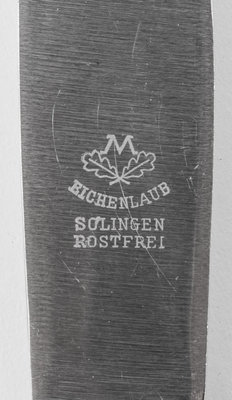 M
EICHENLAUB
SOLINGEN
ROSTFREI